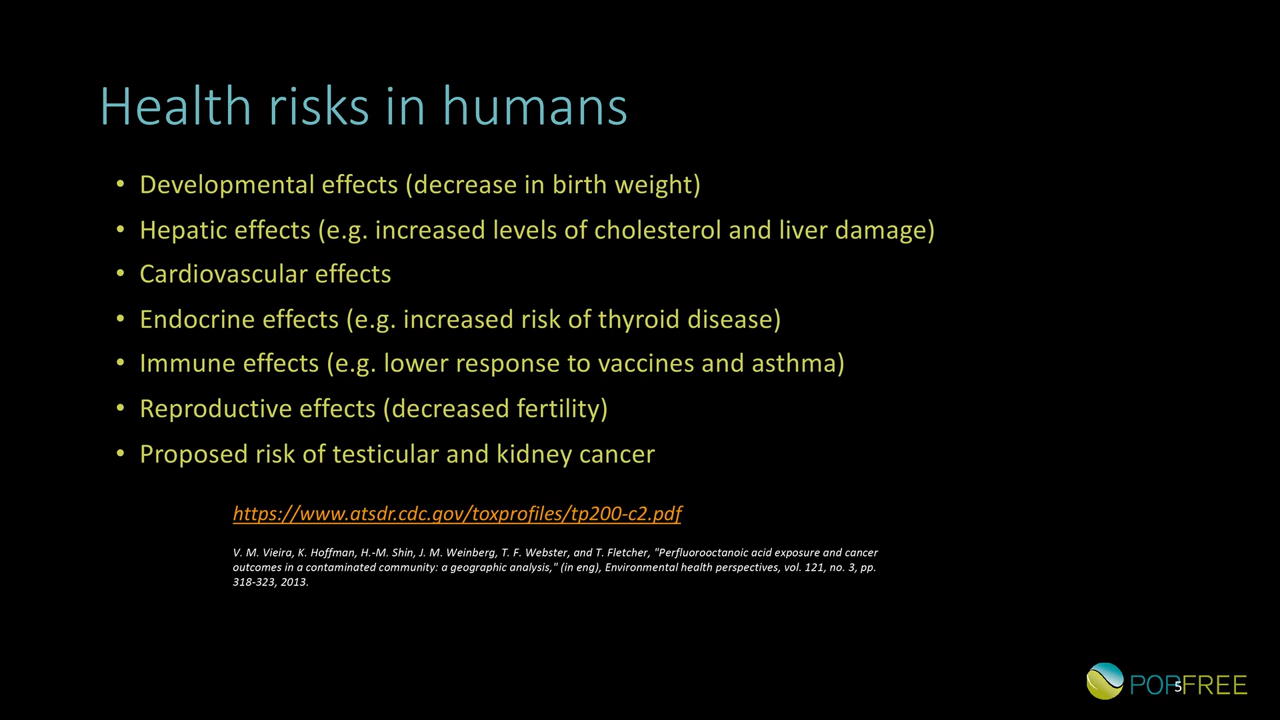 Health risks in humans
• Developmental effects (decrease in birth weight)
• Hepatic effects (e.g. increased levels of cholesterol and liver damage)
• Cardiovascular effects
• Endocrine effects (e.g. increased risk of thyroid disease)
• Immune effects (e.g. lower response to vaccines and asthma)
• Reproductive effects (decreased fertility)
• Proposed risk of testicular and kidney cancer
https://www.atsdr.cdc.gov/toxprofiles/tp200-c2.pdf
V. M. Vieira, K. Hoffman, H.-M. Shin, J. M. Weinberg, T. F. Webster, and T. Fletcher, "Perfluorooctanoic acid exposure and cancer
outcomes in a contaminated community: a geographic analysis," (in eng), Environmental health perspectives, vol. 121, no. 3, pp.
318-323, 2013.
POPFREE
5